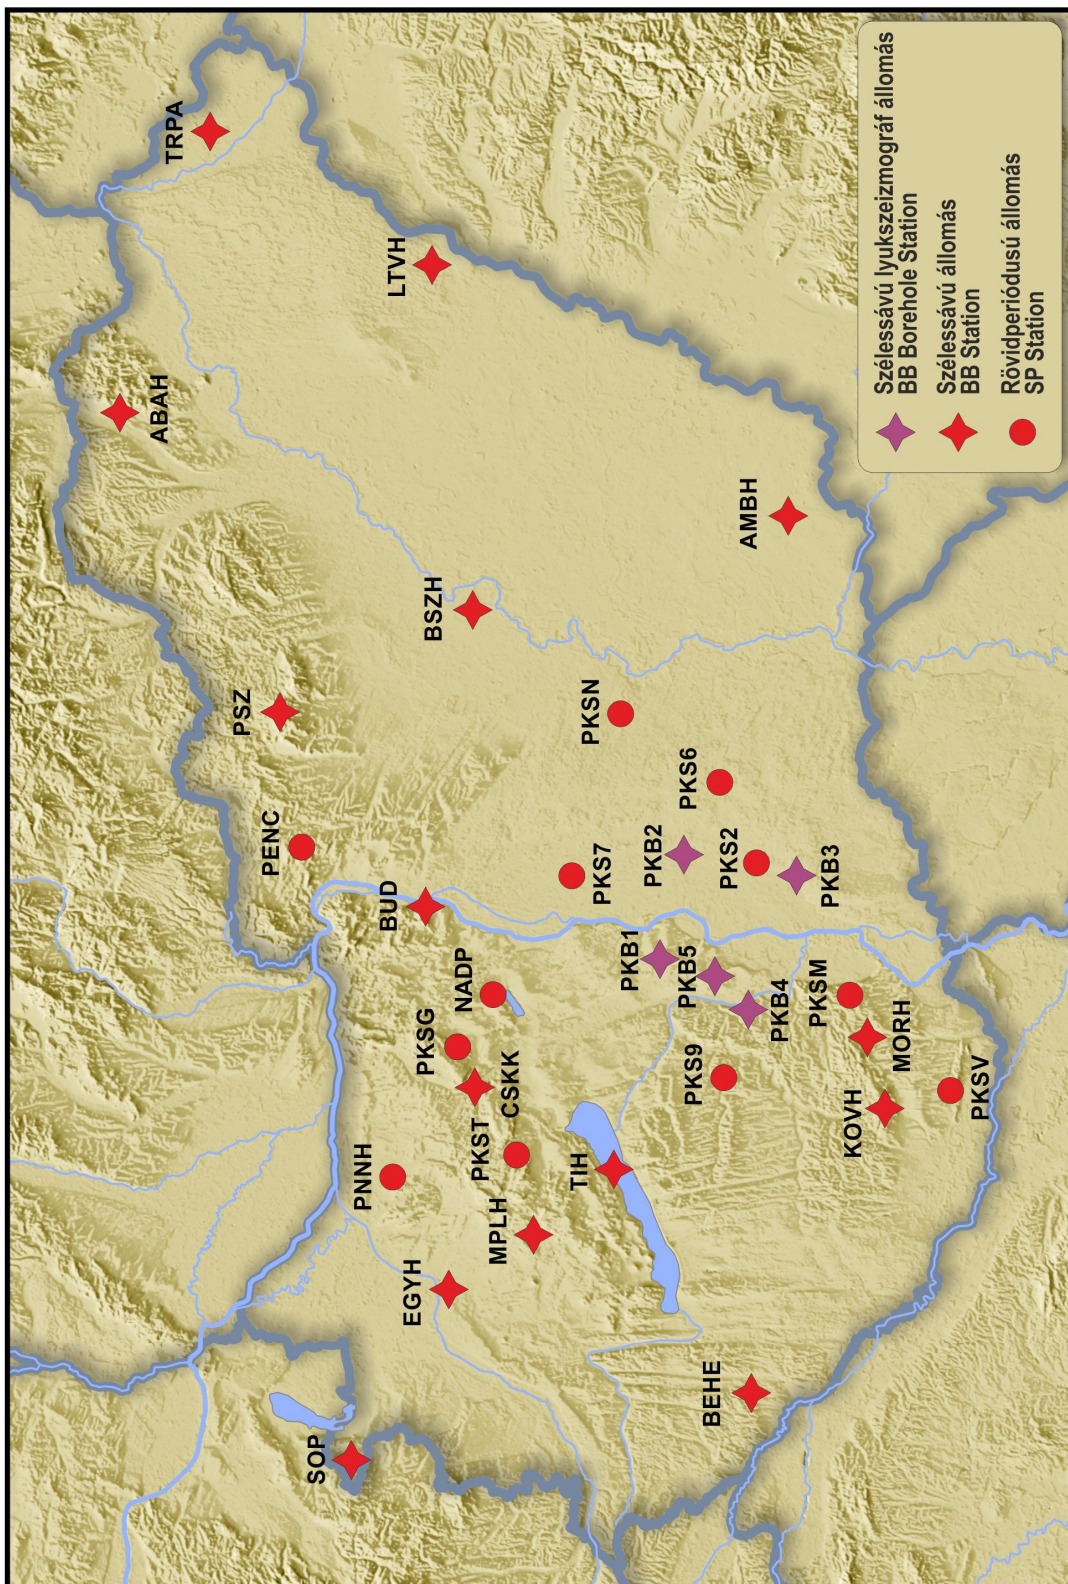 SOP
EGYH
PNNH
BUD
PENC
PSZ
ABAH
TRPA
LTVH
BSZH
MPLH
PKST
CSKK
PKSG
NADP
TIH
BEHE
PKS9
PKB1
PKB5
PKB4
PKS7
PKB2
PKS2
PKB3
PKS6
PKSN
AMBH
KOVH
MORH
PKSM
PKSV
Szélessávú lyukszeizmográf állomás
BB Borehole Station
Szélessávú állomás
BB Station
Rövidperiódusú állomás
SP Station